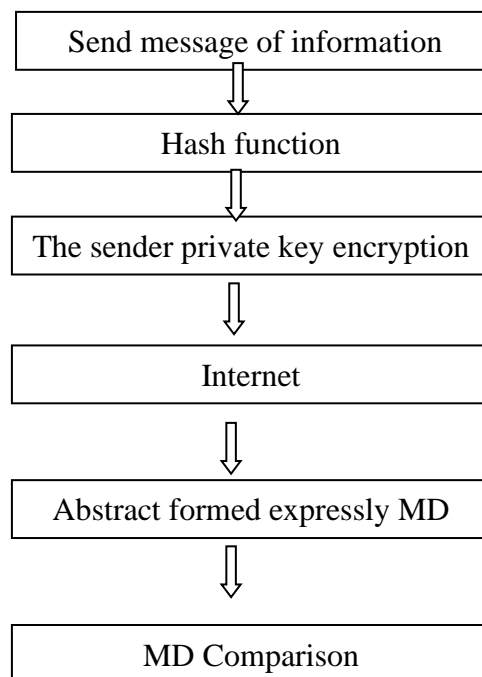 Send message of information
Hash function
The sender private key encryption
Internet
Abstract formed expressly MD
MD Comparison